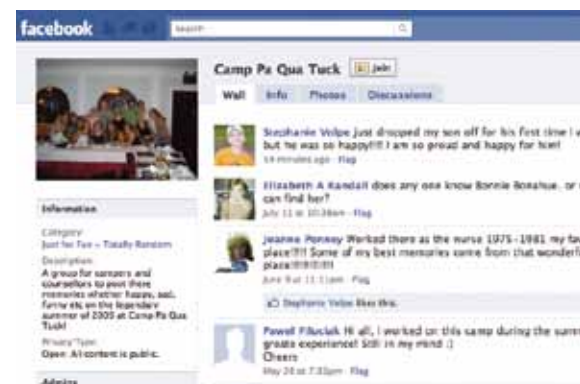 facebook
Search
Camp Pa Qua Tuck
Join
Wall Info Photos Discussions
Stephanie Volpe just dropped my son off for his first time I w
but he was so happy!!!! I am so proud and happy for him!
14 minutes ago · Flag
Elizabeth A Randall does any one know Bonnie Bonahue, or
can find her?
July 11 at 10:38am · Flag
Worked there as the nurse 1975-1981 my fav
place!!!! Some of my best memories come from that wonderf
place
June 9 at 11:11pm · Flag
Stephanie Volpe likes this.
Pawel Hi all, I worked on this camp during the sum
greate experience! Still in my mind :)
Cheers
May 28 at 7:33pm · Flag
Information
Category:
Just for Fun - Totally Random
Description:
A group for campers and
counsellors to post there
memories whether happy, sad,
funny etc on the legendary
summer of 2005 at Camp Pa Qua
Tuck!
Privacy Type:
Open: All content is public.
Admins